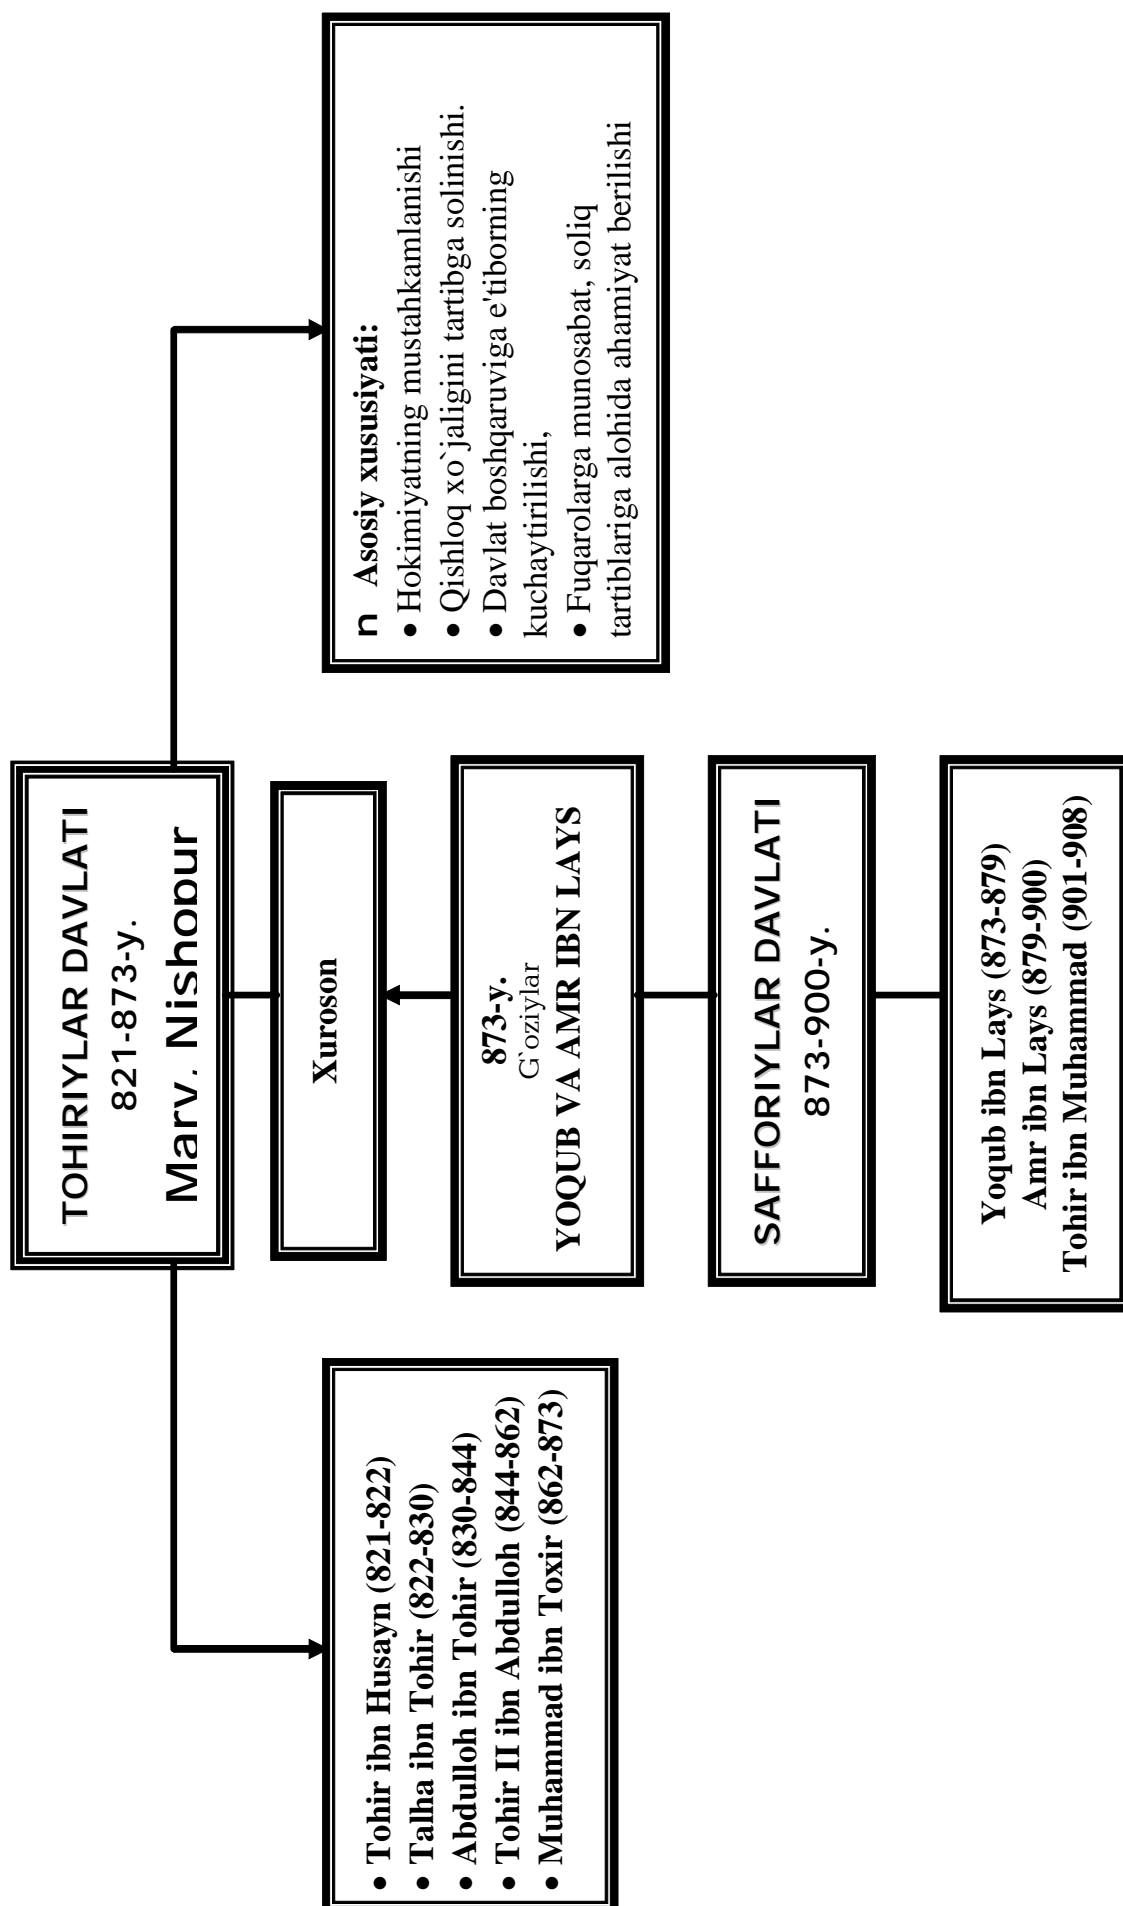 TOHIRIYLAR DAVLATI
821-873-y.
Marv, Nishopur
• Tohir ibn Husayn (821-822)
• Talha ibn Tohir (822-830)
• Abdulloh ibn Tohir (830-844)
• Tohir II ibn Abdulloh (844-862)
• Muhammad ibn Toxir (862-873)
Xuroson
n Asosiy xususiyati:
• Hokimiyatning mustahkamlanishi
• Qishloq xo`jaligini tartibga solinishi.
• Davlat boshqaruviga e'tiborning
kuchaytirilishi,
• Fuqarolarga munosabat, soliq
tartiblariga alohida ahamiyat berilishi
873-y.
G`oziylar
YOQUB VA AMR IBN LAYS
SAFFORIYLAR DAVLATI
873-900-y.
Yoqub ibn Lays (873-879)
Amr ibn Lays (879-900)
Tohir ibn Muhammad (901-908)